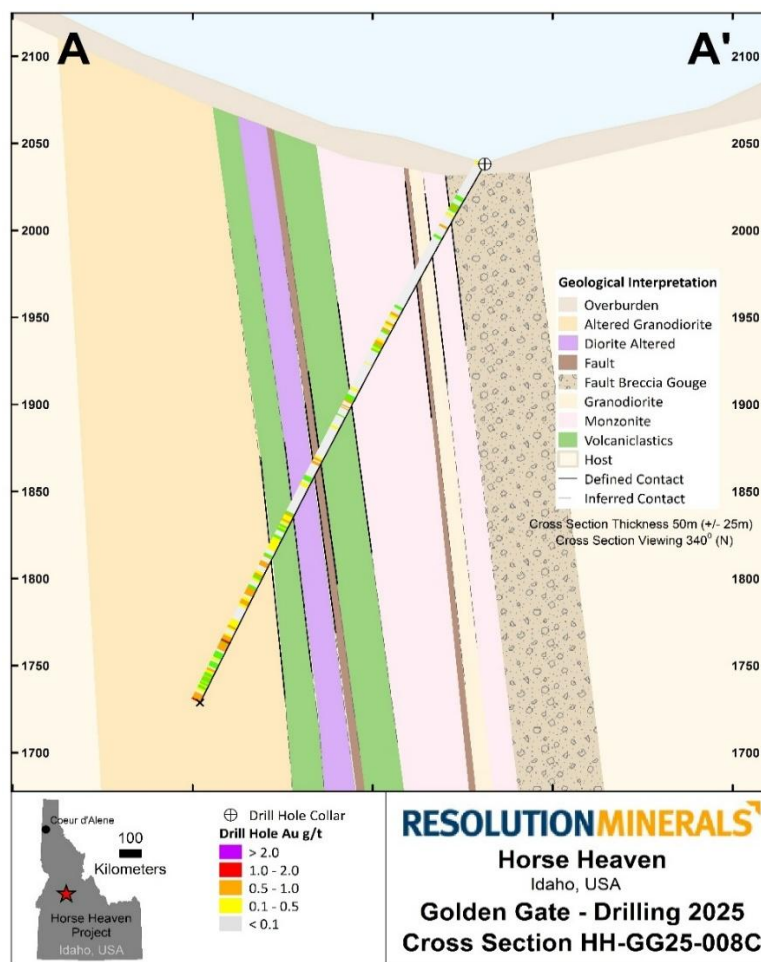 A
A'
2100
2100
2050
2050
2000
2000
1950
1950
1900
1900
1850
1850
1800
1800
1750
1750
1700
1700
Geological Interpretation
Overburden
Altered Granodiorite
Diorite Altered
Fault
Fault Breccia Gouge
Granodiorite
Monzonite
Volcaniclastics
Host
Defined Contact
Inferred Contact
Cross Section Thickness 50m (+/- 25m)
Cross Section Viewing 340⁰ (N)
Coeur d'Alene
100
Kilometers
Horse Heaven
Project
Idaho, USA
Drill Hole Collar
Drill Hole Au g/t
> 2.0
1.0 - 2.0
0.5 - 1.0
0.1 - 0.5
< 0.1
RESOLUTIONMINERALS
Horse Heaven
Idaho, USA
Golden Gate - Drilling 2025
Cross Section HH-GG25-008C